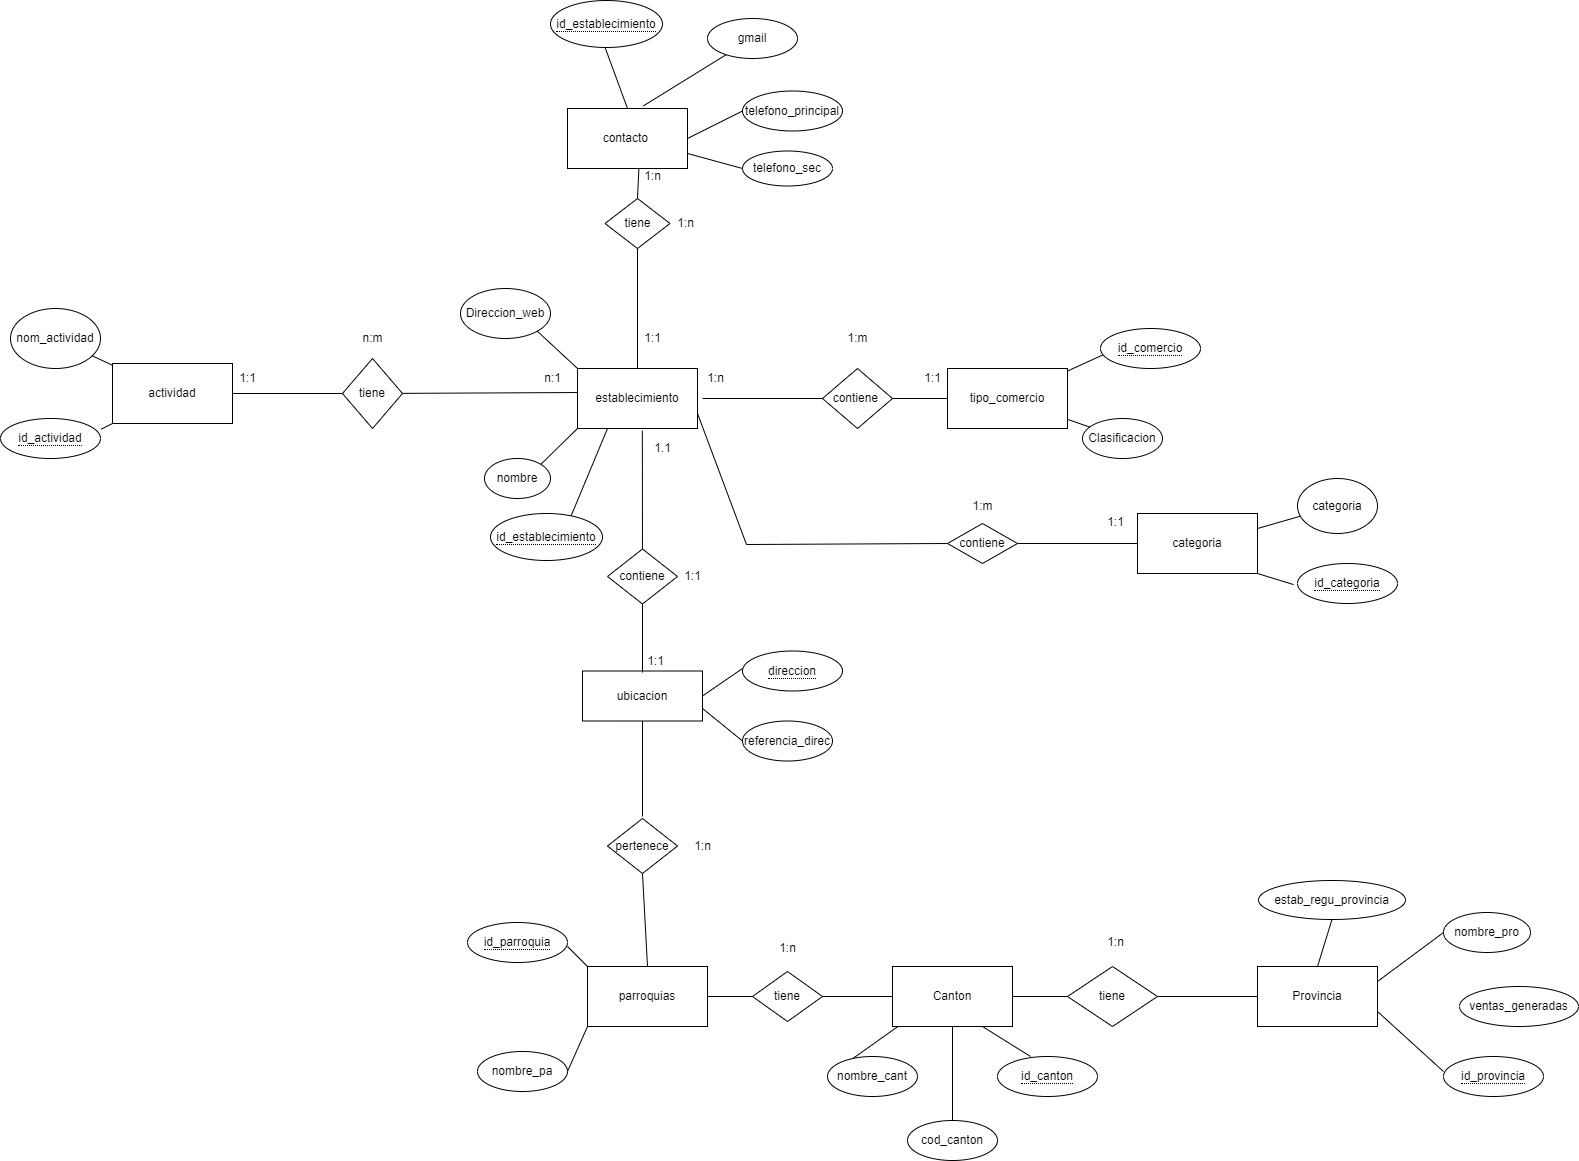 id_establecimiento
gmail
telefono_principal
contacto
telefono_sec
1:n
tiene
1:n
Direccion_web
nom_actividad
n:m
1:1
1:m
id_comercio
1:1
n:1
1:n
1:1
actividad
tiene
establecimiento
contiene
tipo_comercio
id_actividad
Clasificacion
1.1
nombre
1:m
categoria
id_establecimiento
1:1
contiene
categoria
contiene
1:1
id_categoria
1:1
direccion
ubicacion
referencia_direc
pertenece
1:n
estab_regu_provincia
id_parroquia
1:n
1:n
nombre_pro
parroquias
tiene
Canton
tiene
Provincia
ventas_generadas
nombre_pa
nombre_cant
id_canton
id_provincia
cod_canton